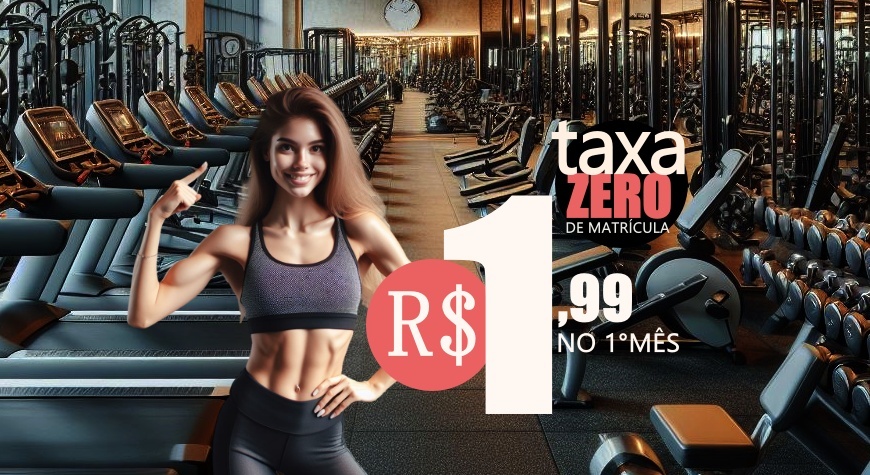 taxa
ZERO
DE MATRÍCULA
R$ 1
,99
NO 1°MÊS